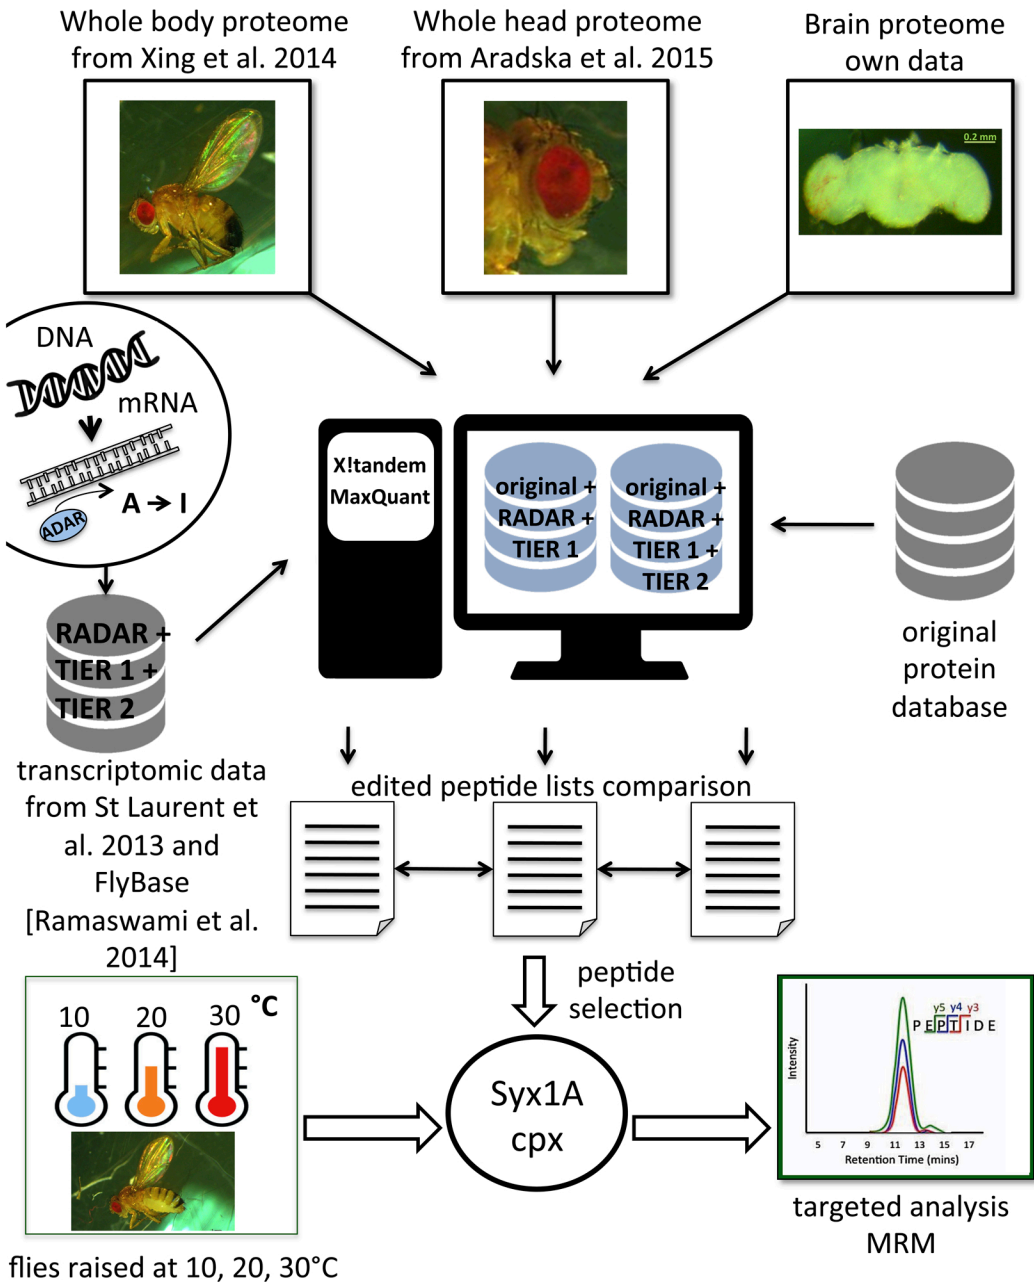 Whole body proteome
from Xing et al. 2014
Whole head proteome
from Aradska et al. 2015
Brain proteome
own data
0.2 mm
DNA
mRNA
ADAR
A → I
X!tandem
MaxQuant
original +
RADAR +
TIER 1
original +
RADAR +
TIER 1 +
TIER 2
original
protein
database
RADAR +
TIER 1 +
TIER 2
transcriptomic data
from St Laurent et
al. 2013 and
FlyBase
[Ramaswami et al.
2014]
edited peptide lists comparison
peptide
selection
10 20 30 °C
flies raised at 10, 20, 30°C
Syx1A
cpx
y5 y4 y3
PEPTIDE
Intensity
5 7 9 11 13 15 17
Retention Time (mins)
targeted analysis
MRM